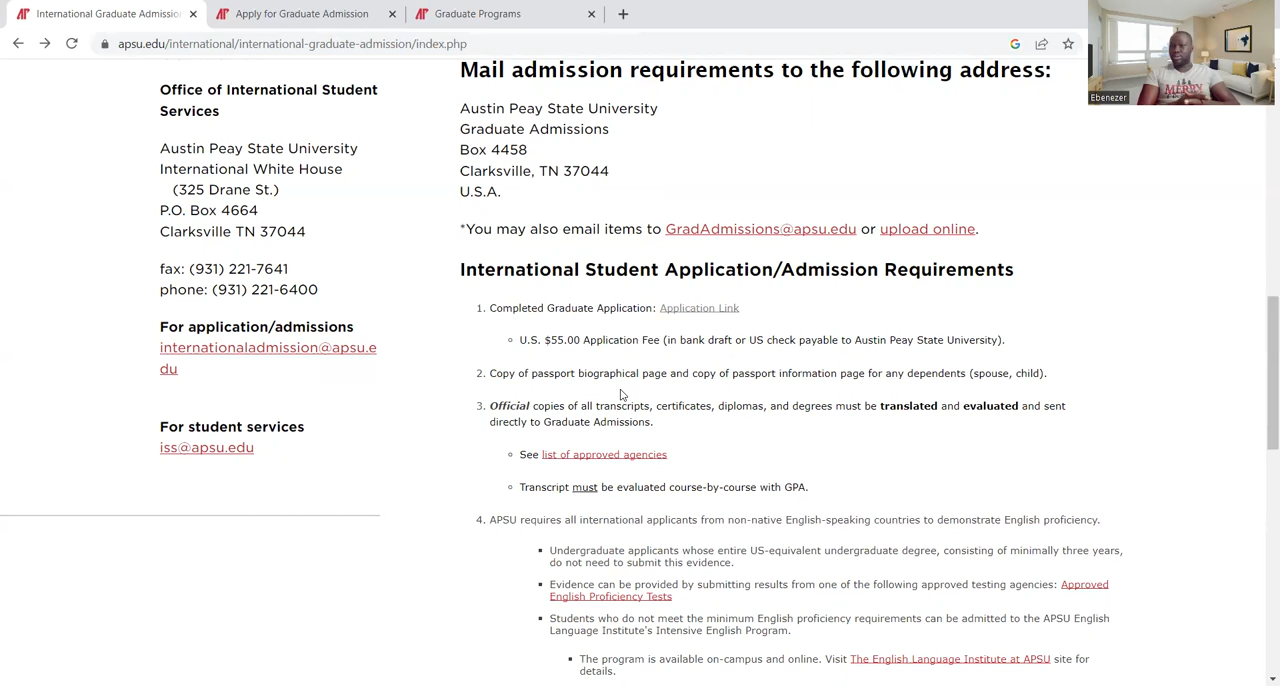 International Graduate Admission
Apply for Graduate Admission
Graduate Programs
apsu.edu/international/international-graduate-admission/index.php
Ebenezer
MERRY
Office of International Student
Services
Austin Peay State University
International White House
(325 Drane St.)
P.O. Box 4664
Clarksville TN 37044
fax: (931) 221-7641
phone: (931) 221-6400
For application/admissions
internationaladmission@apsu.e
du
For student services
iss@apsu.edu
Mail admission requirements to the following address:
Austin Peay State University
Graduate Admissions
Box 4458
Clarksville, TN 37044
U.S.A.
*You may also email items to GradAdmissions@apsu.edu or upload online.
International Student Application/Admission Requirements
1. Completed Graduate Application: Application Link
U.S. $55.00 Application Fee (in bank draft or US check payable to Austin Peay State University).
2. Copy of passport biographical page and copy of passport information page for any dependents (spouse, child).
3. Official copies of all transcripts, certificates, diplomas, and degrees must be translated and evaluated and sent
directly to Graduate Admissions.
See list of approved agencies
Transcript must be evaluated course-by-course with GPA.
4. APSU requires all international applicants from non-native English-speaking countries to demonstrate English proficiency.
Undergraduate applicants whose entire US-equivalent undergraduate degree, consisting of minimally three years,
do not need to submit this evidence.
Evidence can be provided by submitting results from one of the following approved testing agencies: Approved
English Proficiency Tests
Students who do not meet the minimum English proficiency requirements can be admitted to the APSU English
Language Institute's Intensive English Program.
The program is available on-campus and online. Visit The English Language Institute at APSU site for
details.